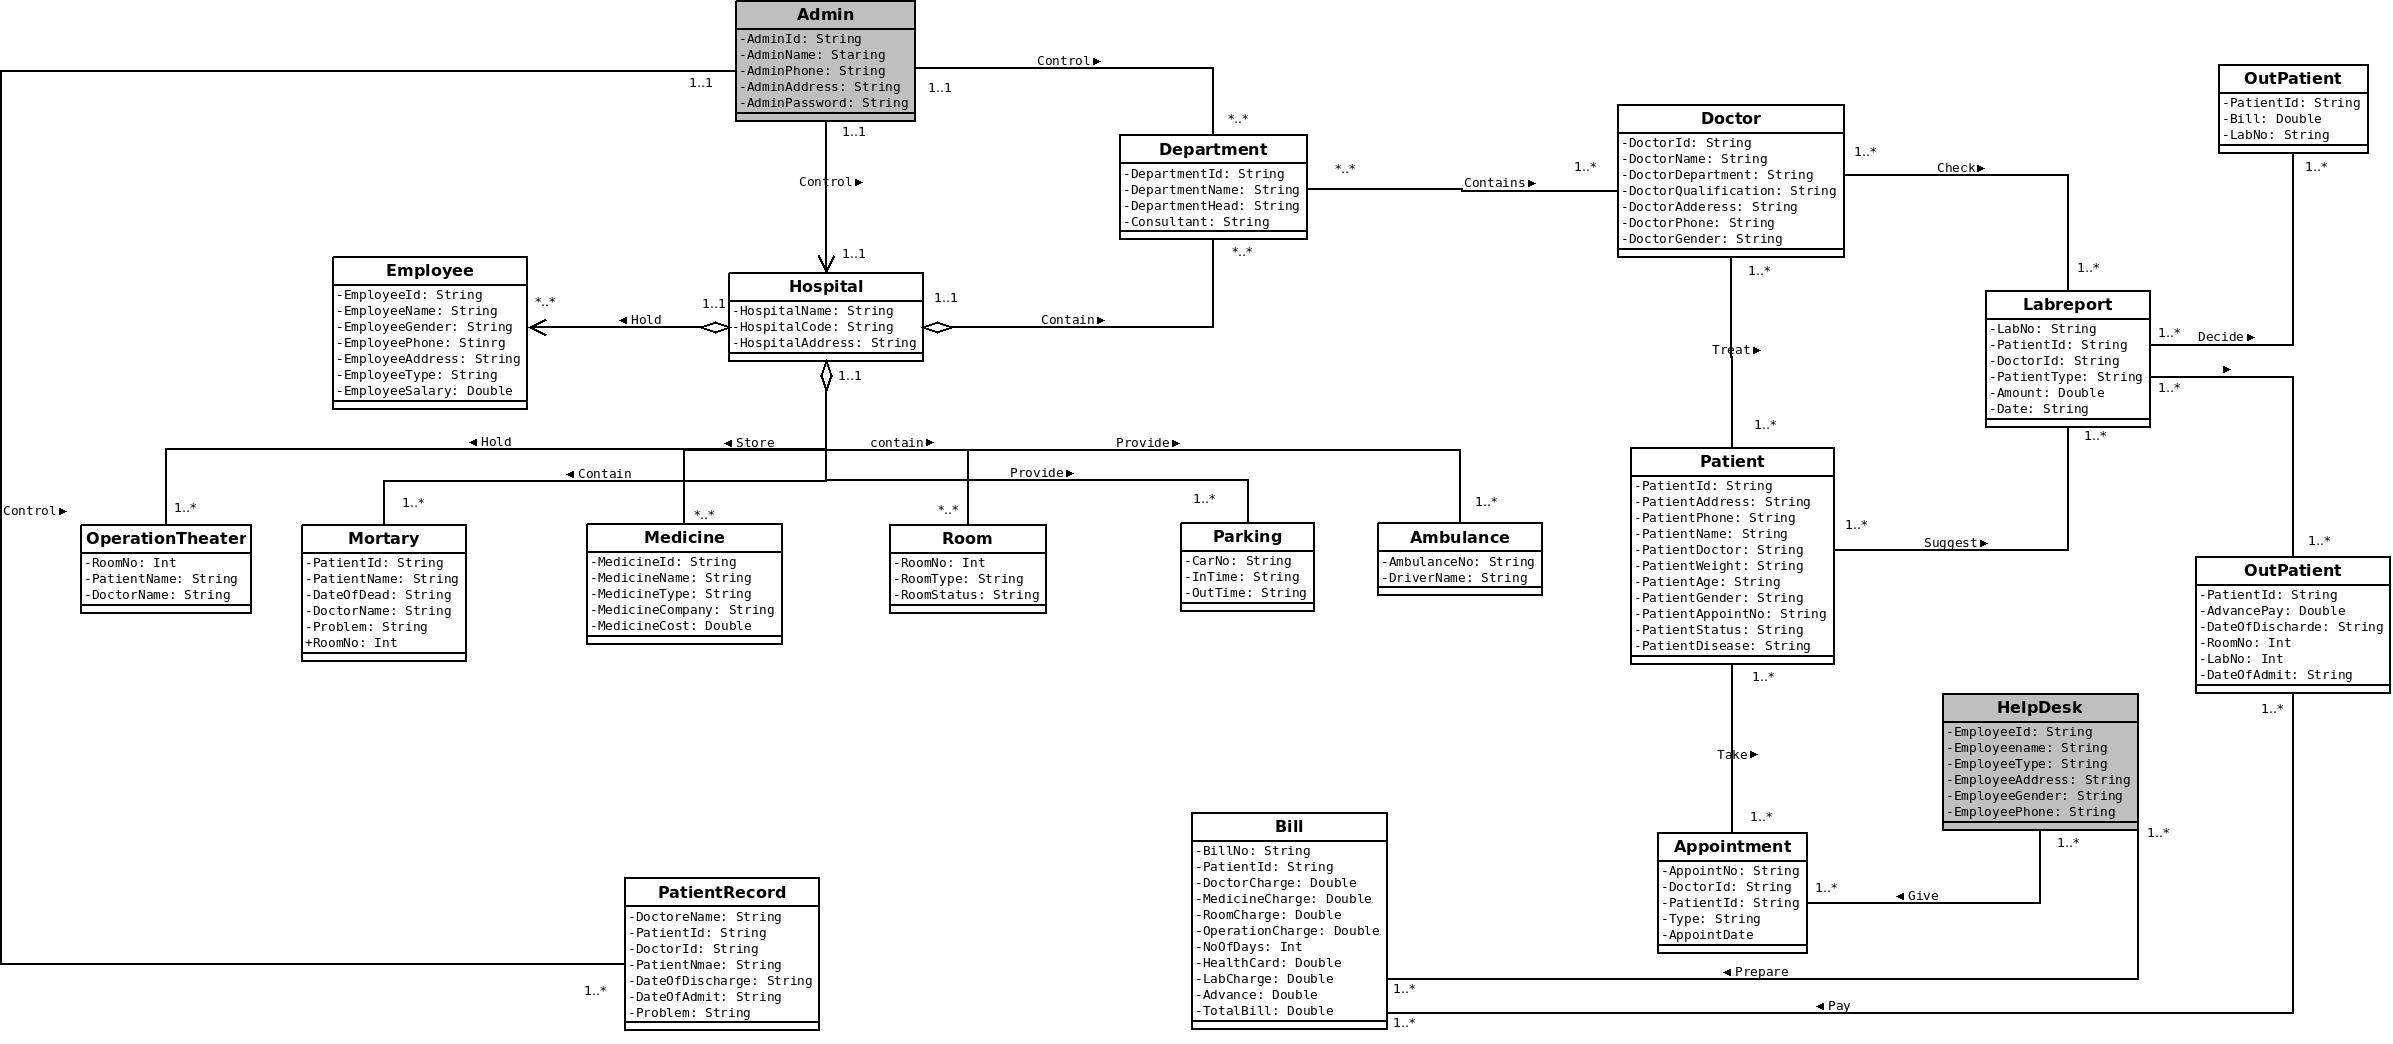 Admin
-AdminId: String
-AdminName: Staring
-AdminPhone: String
-AdminAddress: String
-AdminPassword: String
1..1
1..1
1..1
Control►
*..*
Control►
1..1
Control►
1..*
Department
-DepartmentId: String
-DepartmentName: String
-DepartmentHead: String
-Consultant: String
*..*
*..*
Contains►
1..*
Doctor
-DoctorId: String
-DoctorName: String
-DoctorDepartment: String
-DoctorQualification: String
-DoctorAdderess: String
-DoctorPhone: String
-DoctorGender: String
1..*
Check►
1..*
1..*
Treat►
1..*
OutPatient
-PatientId: String
-Bill: Double
-LabNo: String
1..*
Employee
-EmployeeId: String
-EmployeeName: String
-EmployeeGender: String
-EmployeePhone: Stinrg
-EmployeeAddress: String
-EmployeeType: String
-EmployeeSalary: Double
*..*
◄Hold
1..1
Hospital
-HospitalName: String
-HospitalCode: String
-HospitalAddress: String
1..1
Contain►
1..1
Labreport
-LabNo: String
-PatientId: String
-DoctorId: String
-PatientType: String
-Amount: Double
-Date: String
1..*
Decide►
►
1..*
1..*
◄Hold
◄Store
contain►
Provide►
◄Contain
Provide►
1..*
1..*
*..*
*..*
1..*
1..*
OperationTheater
-RoomNo: Int
-PatientName: String
-DoctorName: String
Mortary
-PatientId: String
-PatientName: String
-DateOfDead: String
-DoctorName: String
-Problem: String
+RoomNo: Int
Medicine
-MedicineId: String
-MedicineName: String
-MedicineType: String
-MedicineCompany: String
-MedicineCost: Double
Room
-RoomNo: Int
-RoomType: String
-RoomStatus: String
Parking
-CarNo: String
-InTime: String
-OutTime: String
Ambulance
-AmbulanceNo: String
-DriverName: String
Patient
-PatientId: String
-PatientAddress: String
-PatientPhone: String
-PatientName: String
-PatientDoctor: String
-PatientWeight: String
-PatientAge: String
-PatientGender: String
-PatientAppointNo: String
-PatientStatus: String
-PatientDisease: String
1..*
Suggest►
1..*
Take►
1..*
1..*
OutPatient
-PatientId: String
-AdvancePay: Double
-DateOfDischarde: String
-RoomNo: Int
-LabNo: Int
-DateOfAdmit: String
1..*
HelpDesk
-EmployeeId: String
-Employeename: String
-EmployeeType: String
-EmployeeAddress: String
-EmployeeGender: String
-EmployeePhone: String
1..*
1..*
Appointment
-AppointNo: String
-DoctorId: String
-PatientId: String
-Type: String
-AppointDate
1..*
◄Give
PatientRecord
-DoctoreName: String
-PatientId: String
-DoctorId: String
-PatientNmae: String
-DateOfDischarge: String
-DateOfAdmit: String
-Problem: String
Bill
-BillNo: String
-PatientId: String
-DoctorCharge: Double
-MedicineCharge: Double
-RoomCharge: Double
-OperationCharge: Double
-NoOfDays: Int
-HealthCard: Double
-LabCharge: Double
-Advance: Double
-TotalBill: Double
◄Prepare
1..*
◄Pay
1..*